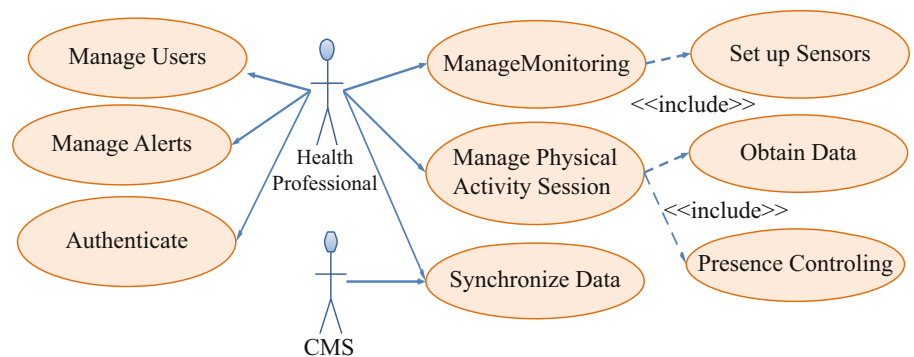 Manage Users
Manage Alerts
Authenticate
Health
Professional
CMS
ManageMonitoring
<<include>>
Set up Sensors
Manage Physical
Activity Session
<<include>>
Obtain Data
Presence Controling
Synchronize Data